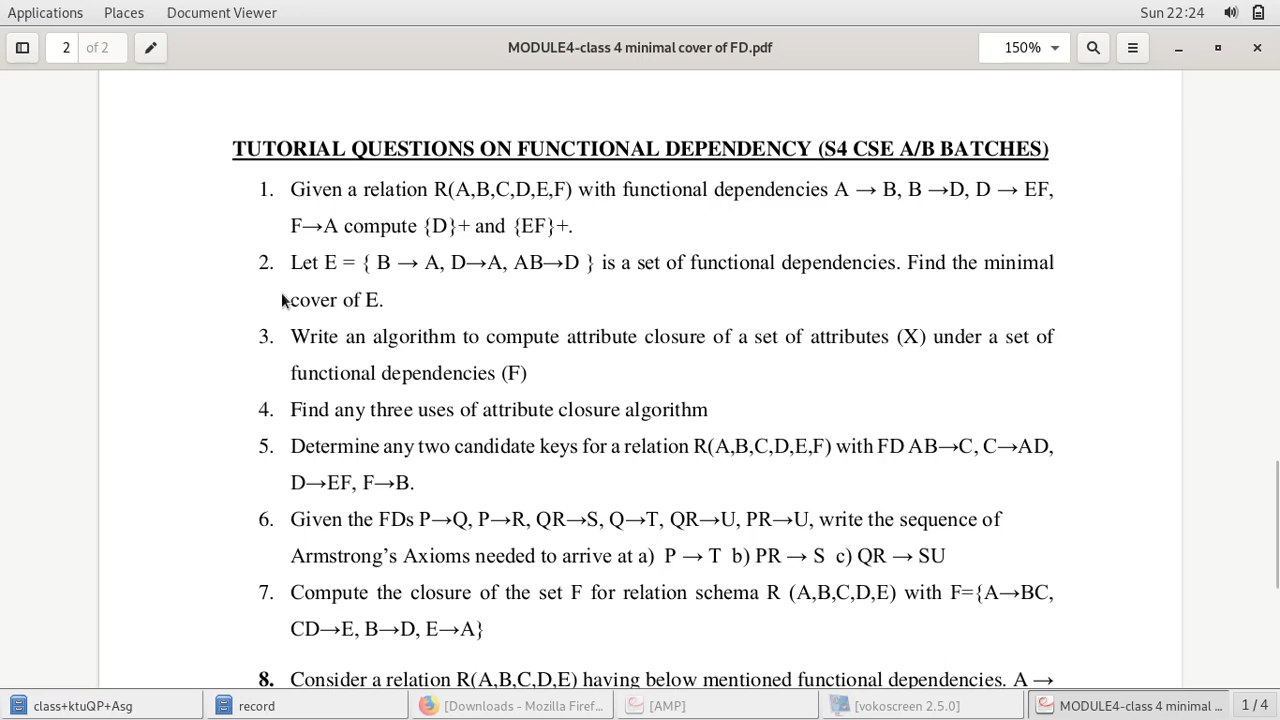 Applications Places Document Viewer Sun 22:24
2 of 2 MODULE4-class 4 minimal cover of FD.pdf 150%
TUTORIAL QUESTIONS ON FUNCTIONAL DEPENDENCY (S4 CSE A/B BATCHES)
1. Given a relation R(A,B,C,D,E,F) with functional dependencies A → B, B →D, D → EF,
F→A compute {D}+ and {EF}+.
2. Let E = { B → A, D→A, AB→D } is a set of functional dependencies. Find the minimal
cover of E.
3. Write an algorithm to compute attribute closure of a set of attributes (X) under a set of
functional dependencies (F)
4. Find any three uses of attribute closure algorithm
5. Determine any two candidate keys for a relation R(A,B,C,D,E,F) with FD AB→C, C→AD,
D→EF, F→B.
6. Given the FDs P→Q, P→R, QR→S, Q→T, QR→U, PR→U, write the sequence of
Armstrong’s Axioms needed to arrive at a) P → T b) PR → S c) QR → SU
7. Compute the closure of the set F for relation schema R (A,B,C,D,E) with F={A→BC,
CD→E, B→D, E→A}
8. Consider a relation R(A,B,C,D,E) having below mentioned functional dependencies. A →
class+ktuQP+Asg record [Downloads - Mozilla Firef... [AMP] [vokoscreen 2.5.0] MODULE4-class 4 minimal ... 1 / 4